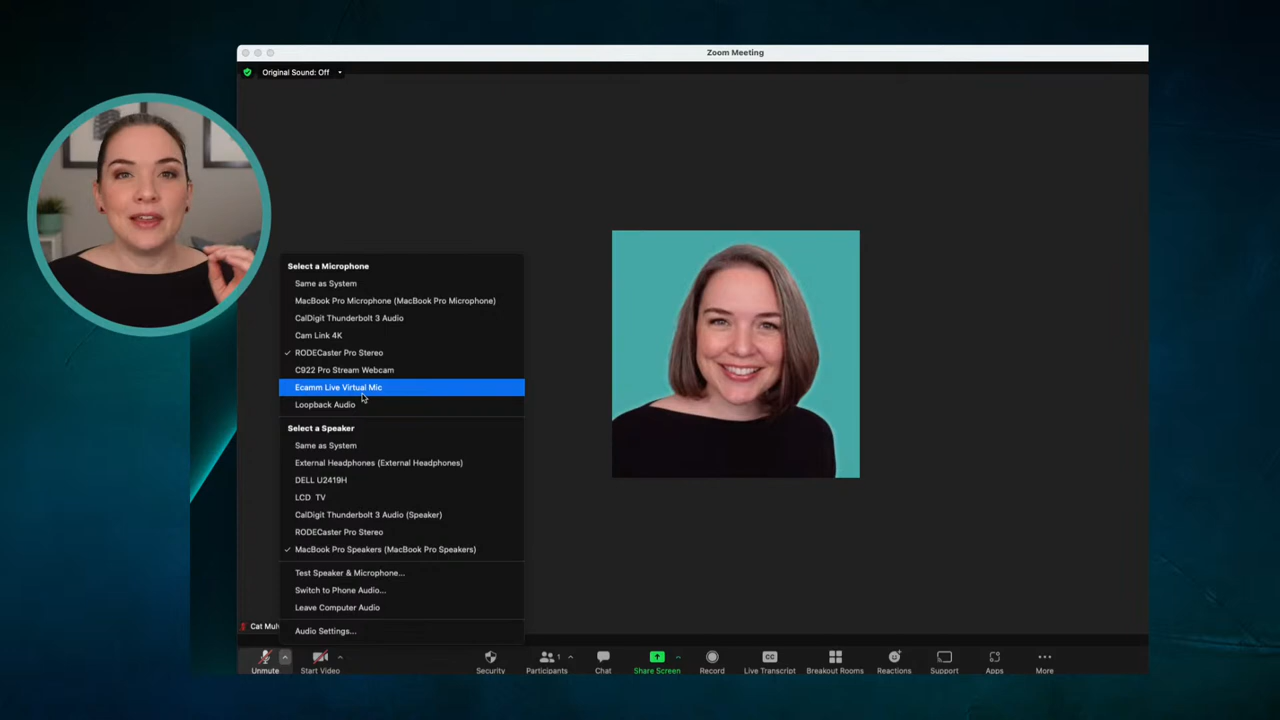 Zoom Meeting
Original Sound: Off
Select a Microphone
Same as System
MacBook Pro Microphone (MacBook Pro Microphone)
CalDigit Thunderbolt 3 Audio
Cam Link 4K
RODECaster Pro Stereo
C922 Pro Stream Webcam
Ecamm Live Virtual Mic
Loopback Audio
Select a Speaker
Same as System
External Headphones (External Headphones)
DELL U2419H
LCD TV
CalDigit Thunderbolt 3 Audio (Speaker)
RODECaster Pro Stereo
MacBook Pro Speakers (MacBook Pro Speakers)
Test Speaker & Microphone...
Switch to Phone Audio...
Leave Computer Audio
Audio Settings...
Cat
Unmute Start Video Security Participants 1 Chat Share Screen Record CC Live Transcript Breakout Rooms Reactions Support Apps More